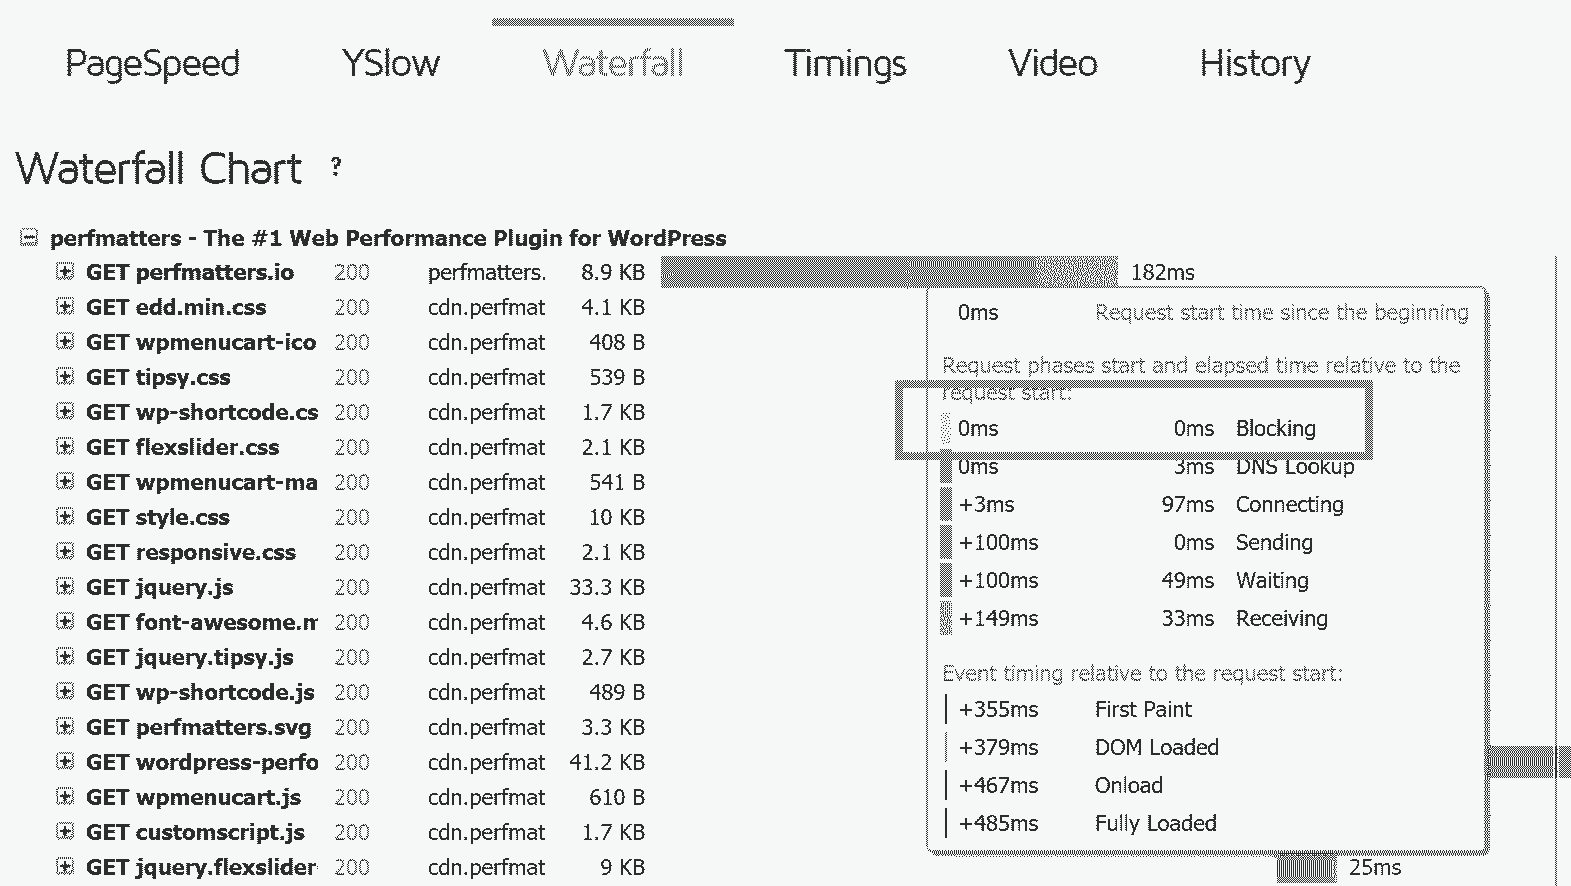 PageSpeed YSlow Waterfall Timings Video History
Waterfall Chart ?
perfmatters - The #1 Web Performance Plugin for WordPress
GET perfmatters.io 200 perfmatters. 8.9 KB 182ms
GET edd.min.css 200 cdn.perfmat 4.1 KB
GET wpmenucart-ico 200 cdn.perfmat 408 B
GET tipsy.css 200 cdn.perfmat 539 B
GET wp-shortcode.cs 200 cdn.perfmat 1.7 KB
GET flexslider.css 200 cdn.perfmat 2.1 KB
GET wpmenucart-ma 200 cdn.perfmat 541 B
GET style.css 200 cdn.perfmat 10 KB
GET responsive.css 200 cdn.perfmat 2.1 KB
GET jquery.js 200 cdn.perfmat 33.3 KB
GET font-awesome.m 200 cdn.perfmat 4.6 KB
GET jquery.tipsy.js 200 cdn.perfmat 2.7 KB
GET wp-shortcode.js 200 cdn.perfmat 489 B
GET perfmatters.svg 200 cdn.perfmat 3.3 KB
GET wordpress-perfo 200 cdn.perfmat 41.2 KB
GET wpmenucart.js 200 cdn.perfmat 610 B
GET customscript.js 200 cdn.perfmat 1.7 KB
GET jquery.flexslider 200 cdn.perfmat 9 KB 25ms
0ms Request start time since the beginning
Request phases start and elapsed time relative to the
request start:
0ms 0ms Blocking
0ms 3ms DNS Lookup
+3ms 97ms Connecting
+100ms 0ms Sending
+100ms 49ms Waiting
+149ms 33ms Receiving
Event timing relative to the request start:
+355ms First Paint
+379ms DOM Loaded
+467ms Onload
+485ms Fully Loaded